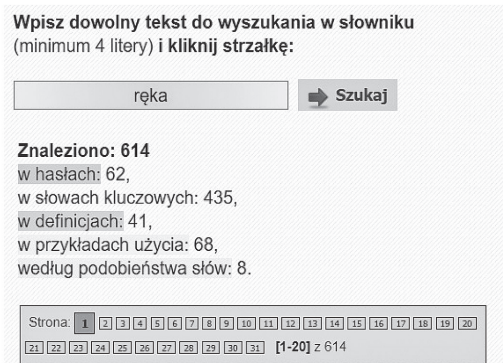 Wpisz dowolny tekst do wyszukania w słowniku
(minimum 4 litery) i kliknij strzałkę:
ręka
Szukaj
Znaleziono: 614
w hasłach: 62,
w słowach kluczowych: 435,
w definicjach: 41,
w przykładach użycia: 68,
według podobieństwa słów: 8.
Strona: 1 2 3 4 5 6 7 8 9 10 11 12 13 14 15 16 17 18 19 20
21 22 23 24 25 26 27 28 29 30 31 [1-20] z 614